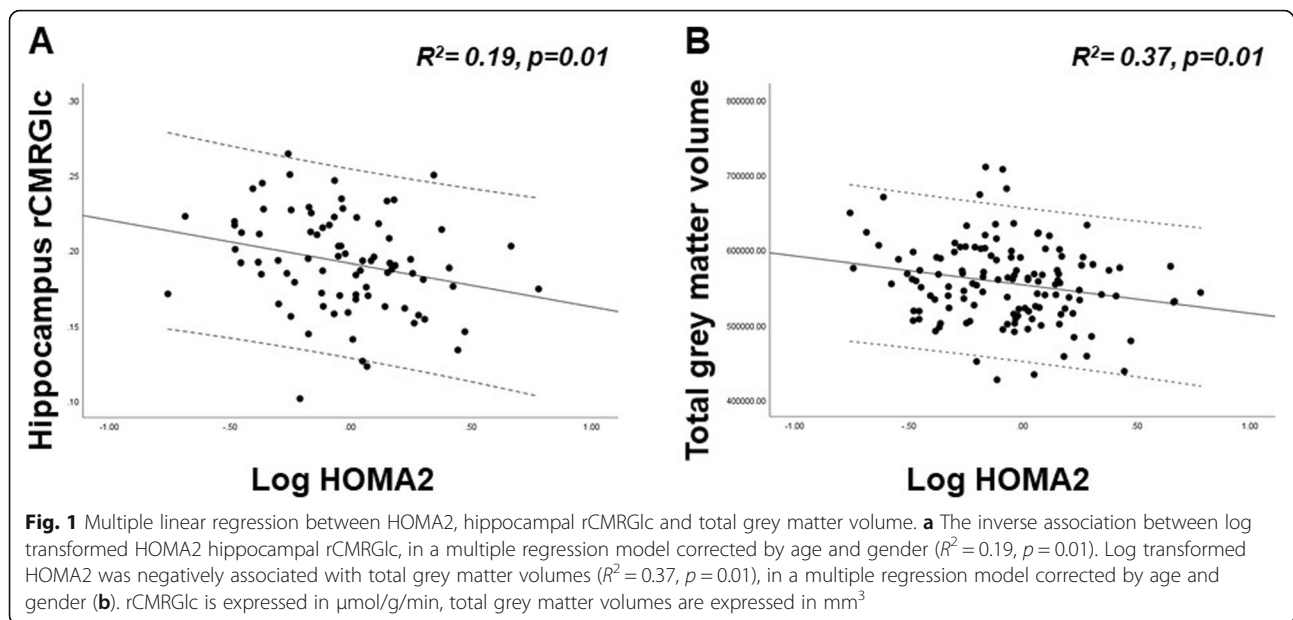 A
R²= 0.19, p=0.01
Hippocampus rCMRGlc
.30
.25
.20
.15
.10
-1.00 -.50 .00 .50 1.00
Log HOMA2
B
R²= 0.37, p=0.01
Total grey matter volume
800000.00
700000.00
600000.00
500000.00
400000.00
-1.00 -.50 .00 .50 1.00
Log HOMA2
Fig. 1 Multiple linear regression between HOMA2, hippocampal rCMRGlc and total grey matter volume. a The inverse association between log
transformed HOMA2 hippocampal rCMRGlc, in a multiple regression model corrected by age and gender (R² = 0.19, p = 0.01). Log transformed
HOMA2 was negatively associated with total grey matter volumes (R² = 0.37, p = 0.01), in a multiple regression model corrected by age and
gender (b). rCMRGlc is expressed in μmol/g/min, total grey matter volumes are expressed in mm³